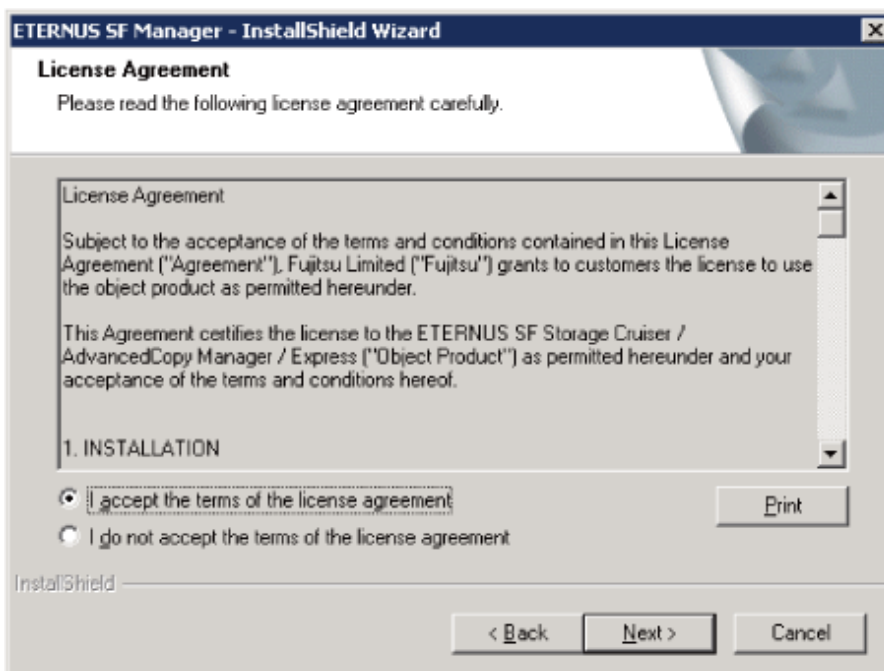 ETERNUS SF Manager - InstallShield Wizard
License Agreement
Please read the following license agreement carefully.
License Agreement
Subject to the acceptance of the terms and conditions contained in this License
Agreement ("Agreement"), Fujitsu Limited ("Fujitsu") grants to customers the license to use
the object product as permitted hereunder.
This Agreement certifies the license to the ETERNUS SF Storage Cruiser /
AdvancedCopy Manager / Express ("Object Product") as permitted hereunder and your
acceptance of the terms and conditions hereof.
1. INSTALLATION
I accept the terms of the license agreement
Print
I do not accept the terms of the license agreement
InstallShield
< Back
Next >
Cancel